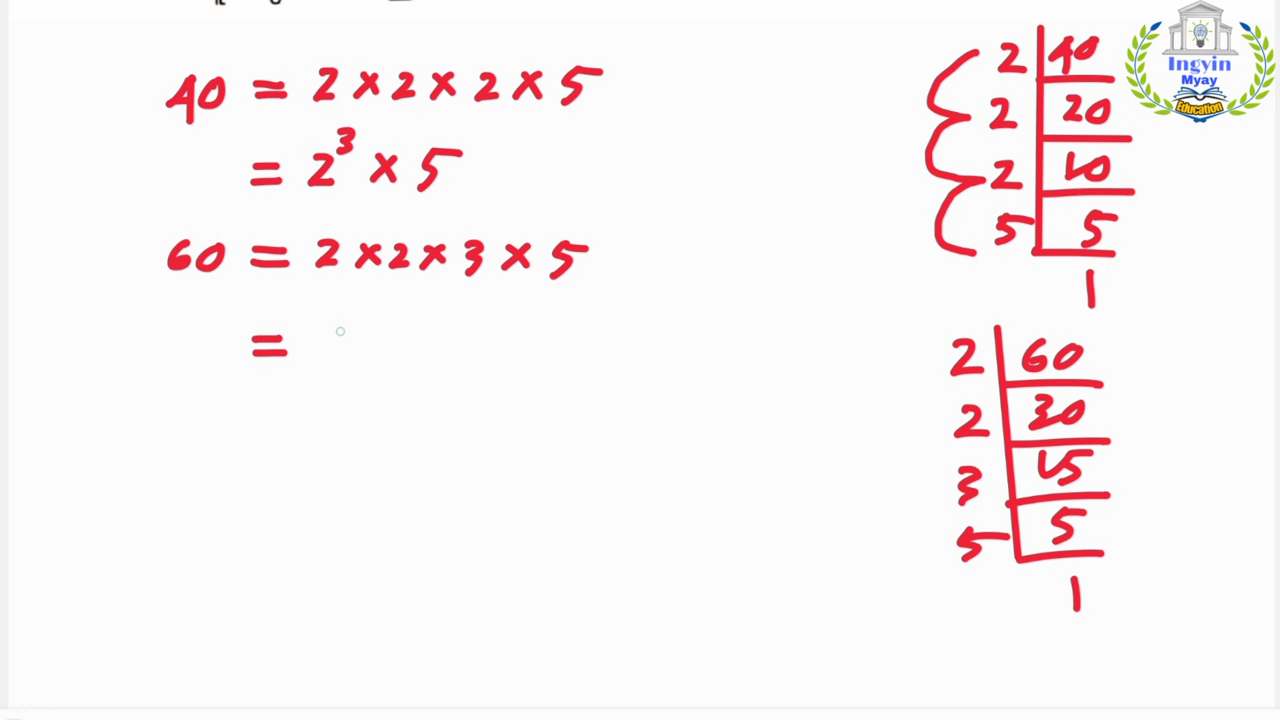 40 = 2 × 2 × 2 × 5
= 2³ × 5
60 = 2 × 2 × 3 × 5
=
2 | 40
2 | 20
2 | 10
5 | 5
1
2 | 60
2 | 30
3 | 15
5 | 5
1
Ingyin
Myay
Education